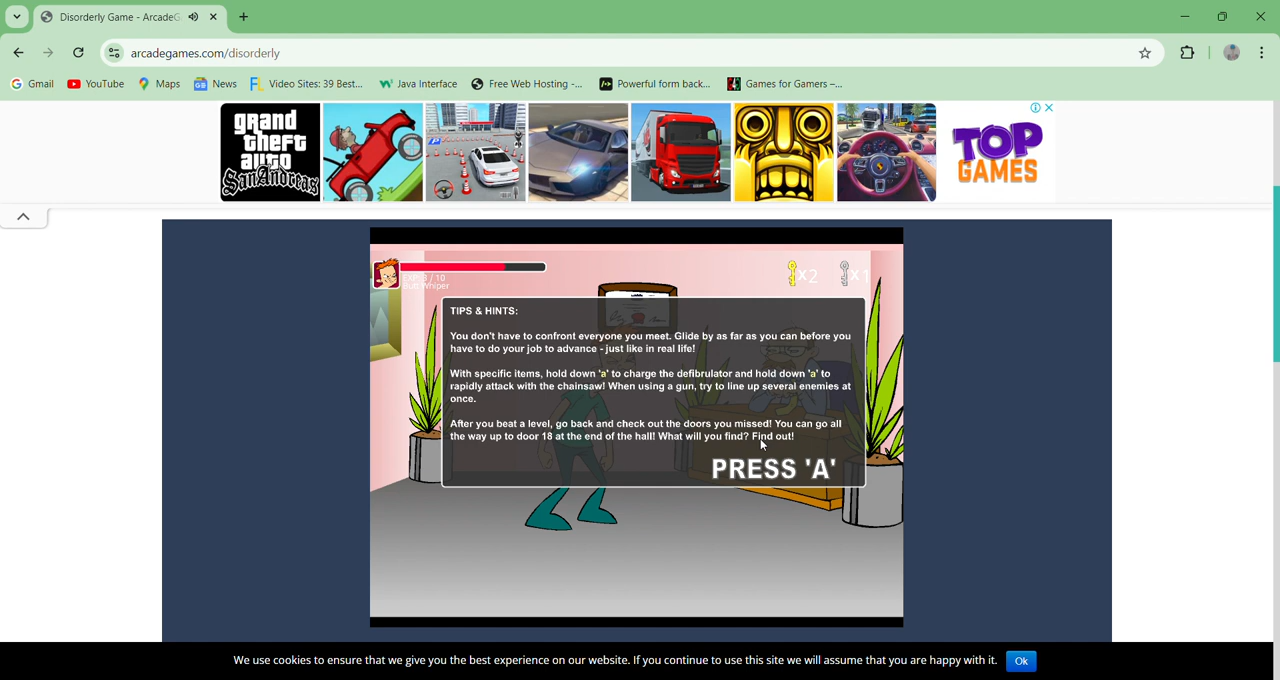 Disorderly Game - ArcadeG
arcadegames.com/disorderly
Gmail
YouTube
Maps
News
Video Sites: 39 Best...
Java Interface
Free Web Hosting -...
Powerful form back...
Games for Gamers –...
grand
theft
auto
San Andreas
TOP
GAMES
EXP: 3 / 10
Bob Whiper
x2
x1
TIPS & HINTS:
You don't have to confront everyone you meet. Glide by as far as you can before you
have to do your job to advance - just like in real life!
With specific items, hold down 'a' to charge the defibrulator and hold down 'a' to
rapidly attack with the chainsaw! When using a gun, try to line up several enemies at
once.
After you beat a level, go back and check out the doors you missed! You can go all
the way up to door 18 at the end of the hall! What will you find? Find out!
PRESS 'A'
We use cookies to ensure that we give you the best experience on our website. If you continue to use this site we will assume that you are happy with it.
Ok